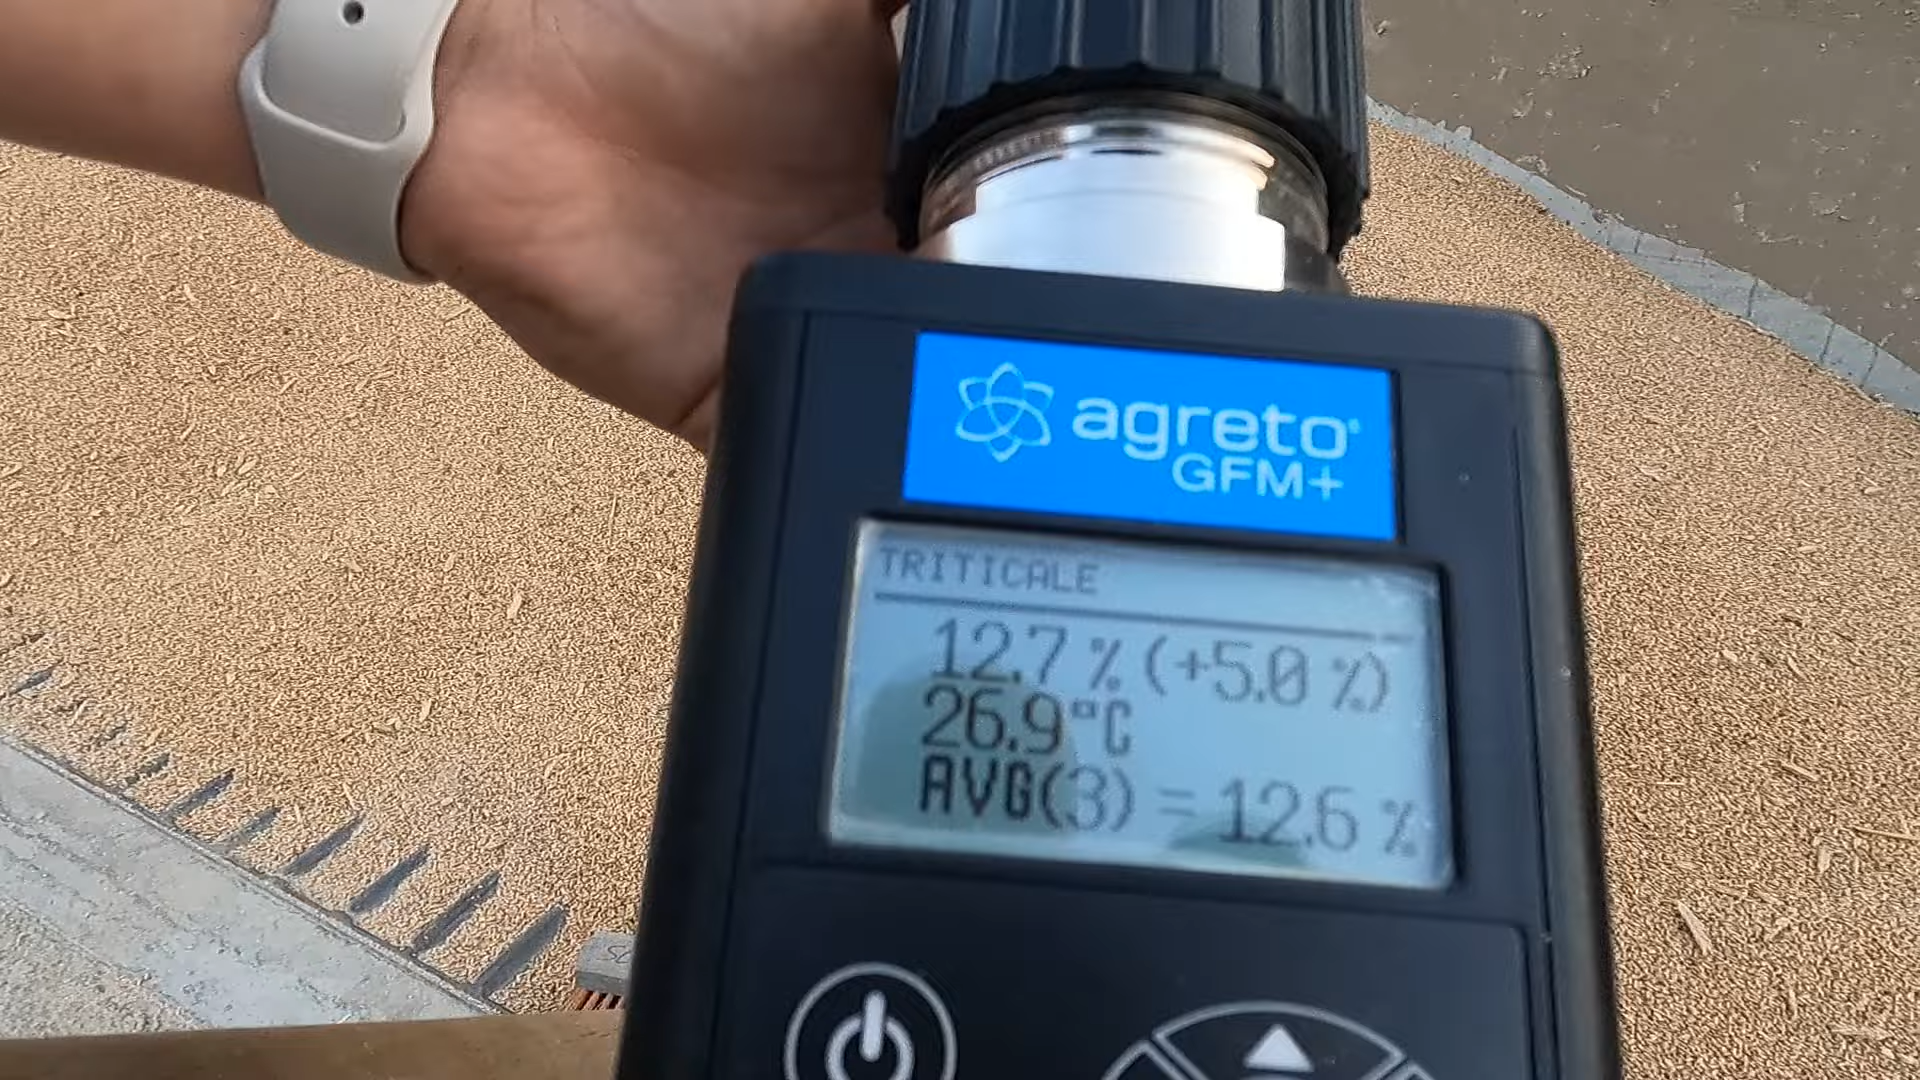 agreto
GFM+
TRITICALE
12.7 % (+5.0 %)
26.9°C
AVG(3) = 12.6 %